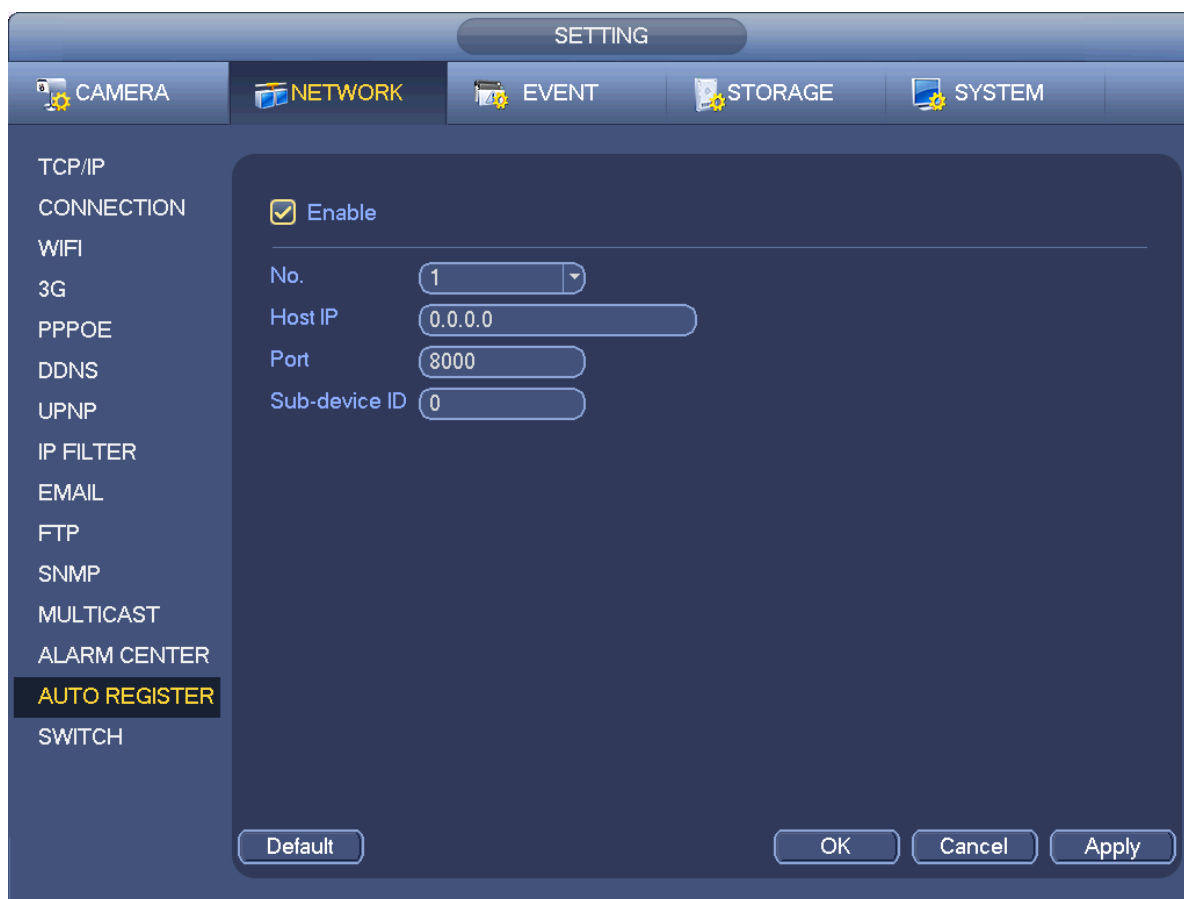 SETTING
CAMERA NETWORK EVENT STORAGE SYSTEM
TCP/IP
CONNECTION
WIFI
3G
PPPOE
DDNS
UPNP
IP FILTER
EMAIL
FTP
SNMP
MULTICAST
ALARM CENTER
AUTO REGISTER
SWITCH
Enable
No. 1
Host IP 0.0.0.0
Port 8000
Sub-device ID 0
Default OK Cancel Apply